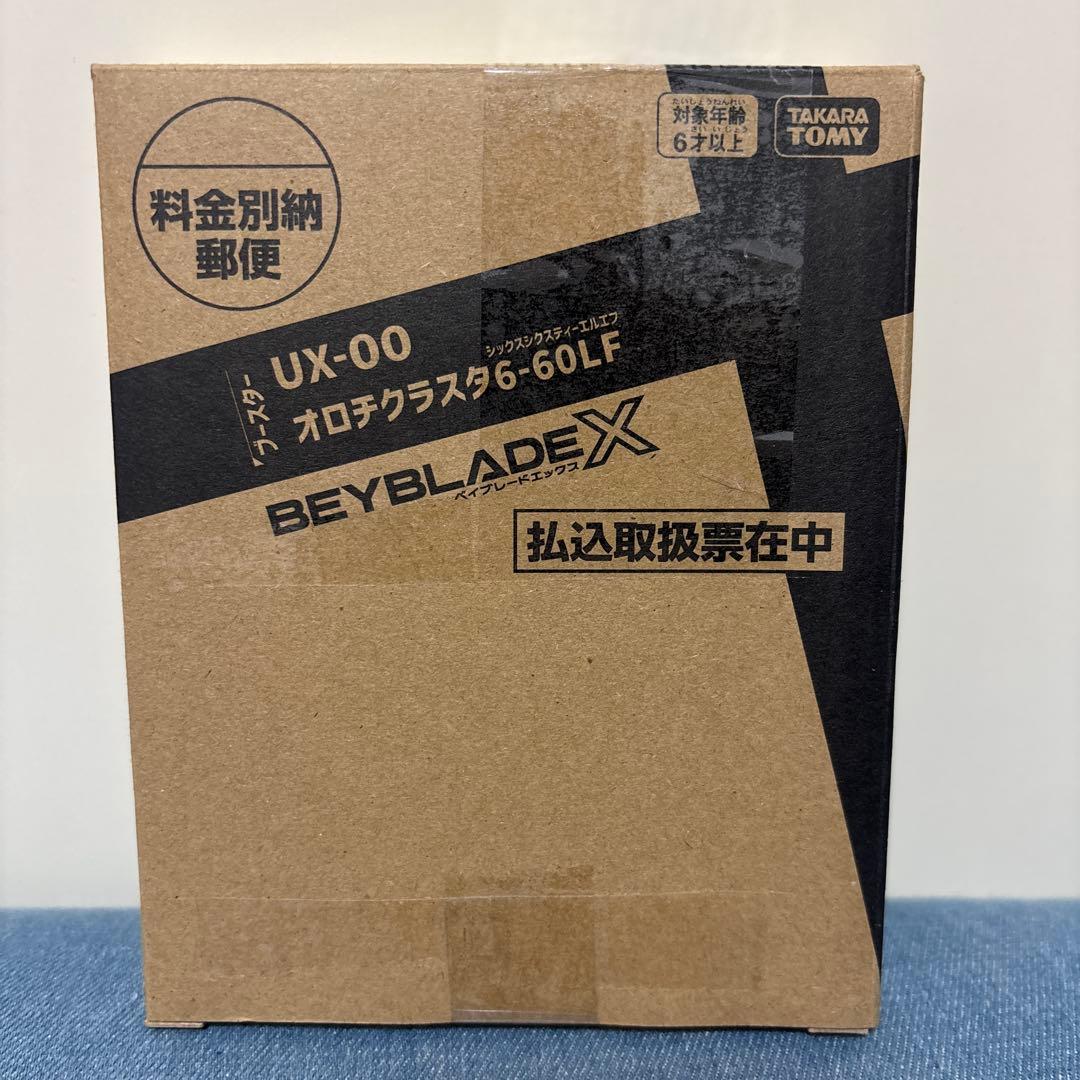 料金別納
郵便
たいしょうねんれい
対象年齢
さい いじょう
6才以上
TAKARA
TOMY
ブースター
UX-00
シックスシクスティーエルエフ
オロチクラスタ6-60LF
BEYBLADE X
ベイブレードエックス
払込取扱票在中